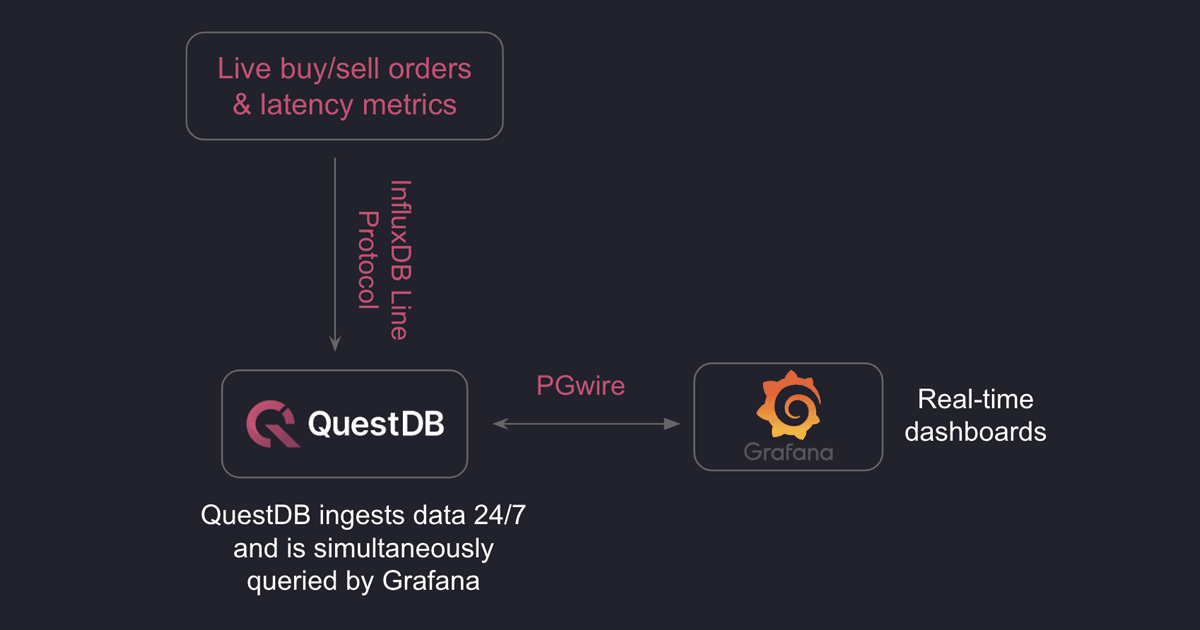 Live buy/sell orders
& latency metrics
InfluxDB Line
Protocol
QuestDB
PGwire
Grafana
Real-time
dashboards
QuestDB ingests data 24/7
and is simultaneously
queried by Grafana